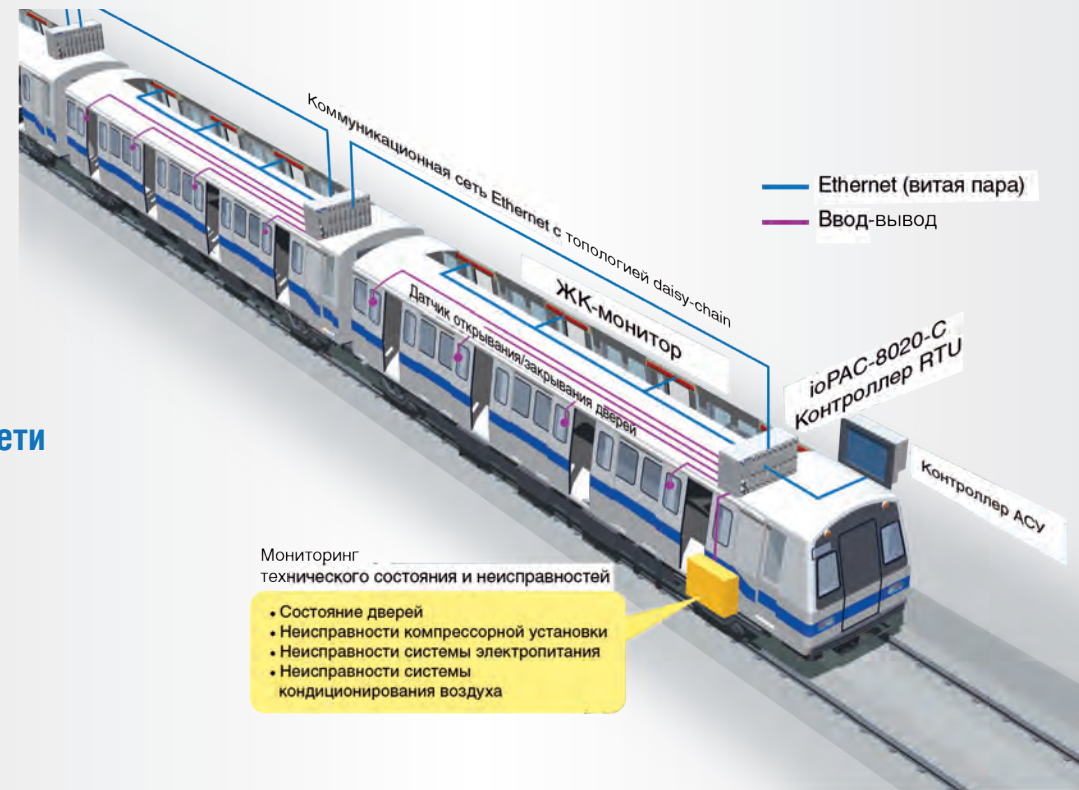 Коммуникационная сеть Ethernet с топологией daisy-chain
Ethernet (витая пара)
Ввод-вывод
ЖК-монитор
Датчик открывания/закрывания дверей
ioPAC-8020-C
Контроллер RTU
Контроллер АСУ
ети
Мониторинг
технического состояния и неисправностей
• Состояние дверей
• Неисправности компрессорной установки
• Неисправности системы электропитания
• Неисправности системы
кондиционирования воздуха